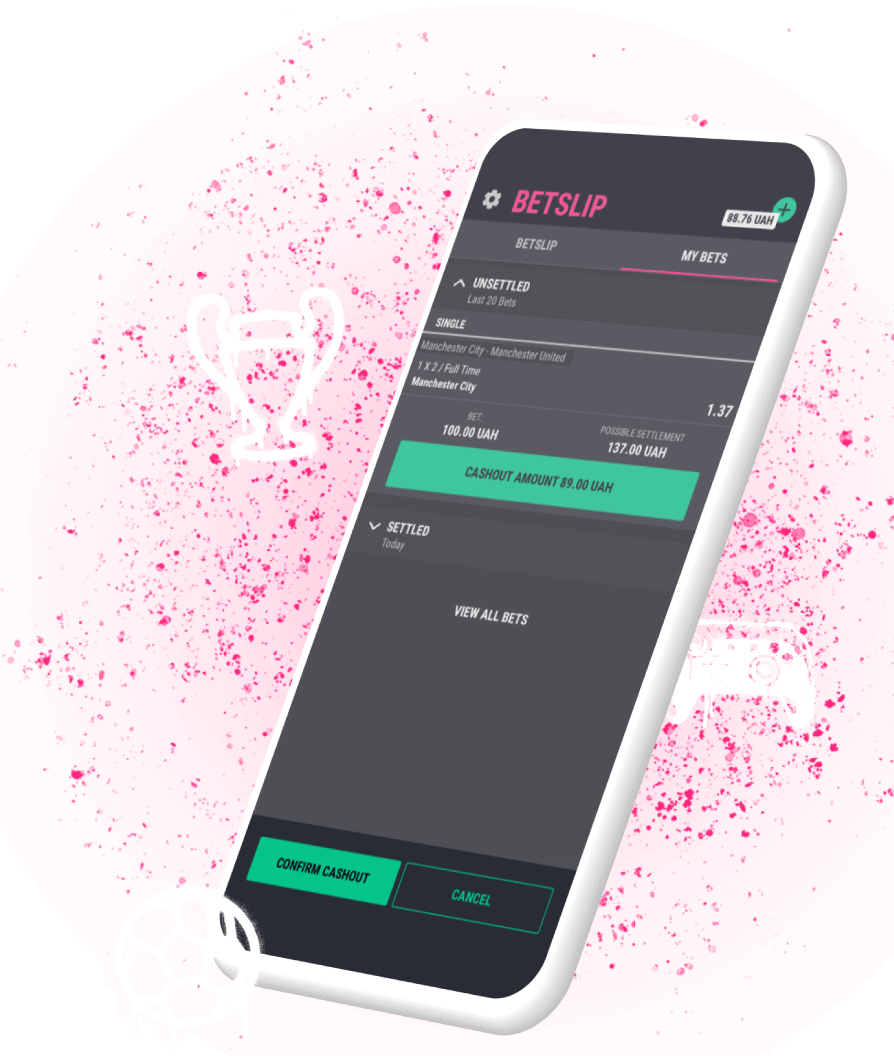 BETSLIP
88.76 UAH
BETSLIP
MY BETS
UNSETTLED
Last 20 Bets
SINGLE
Manchester City - Manchester United
1 X 2 / Full Time
Manchester City
1.37
BET:
POSSIBLE SETTLEMENT
100.00 UAH
137.00 UAH
CASHOUT AMOUNT 89.00 UAH
SETTLED
Today
VIEW ALL BETS
CONFIRM CASHOUT
CANCEL